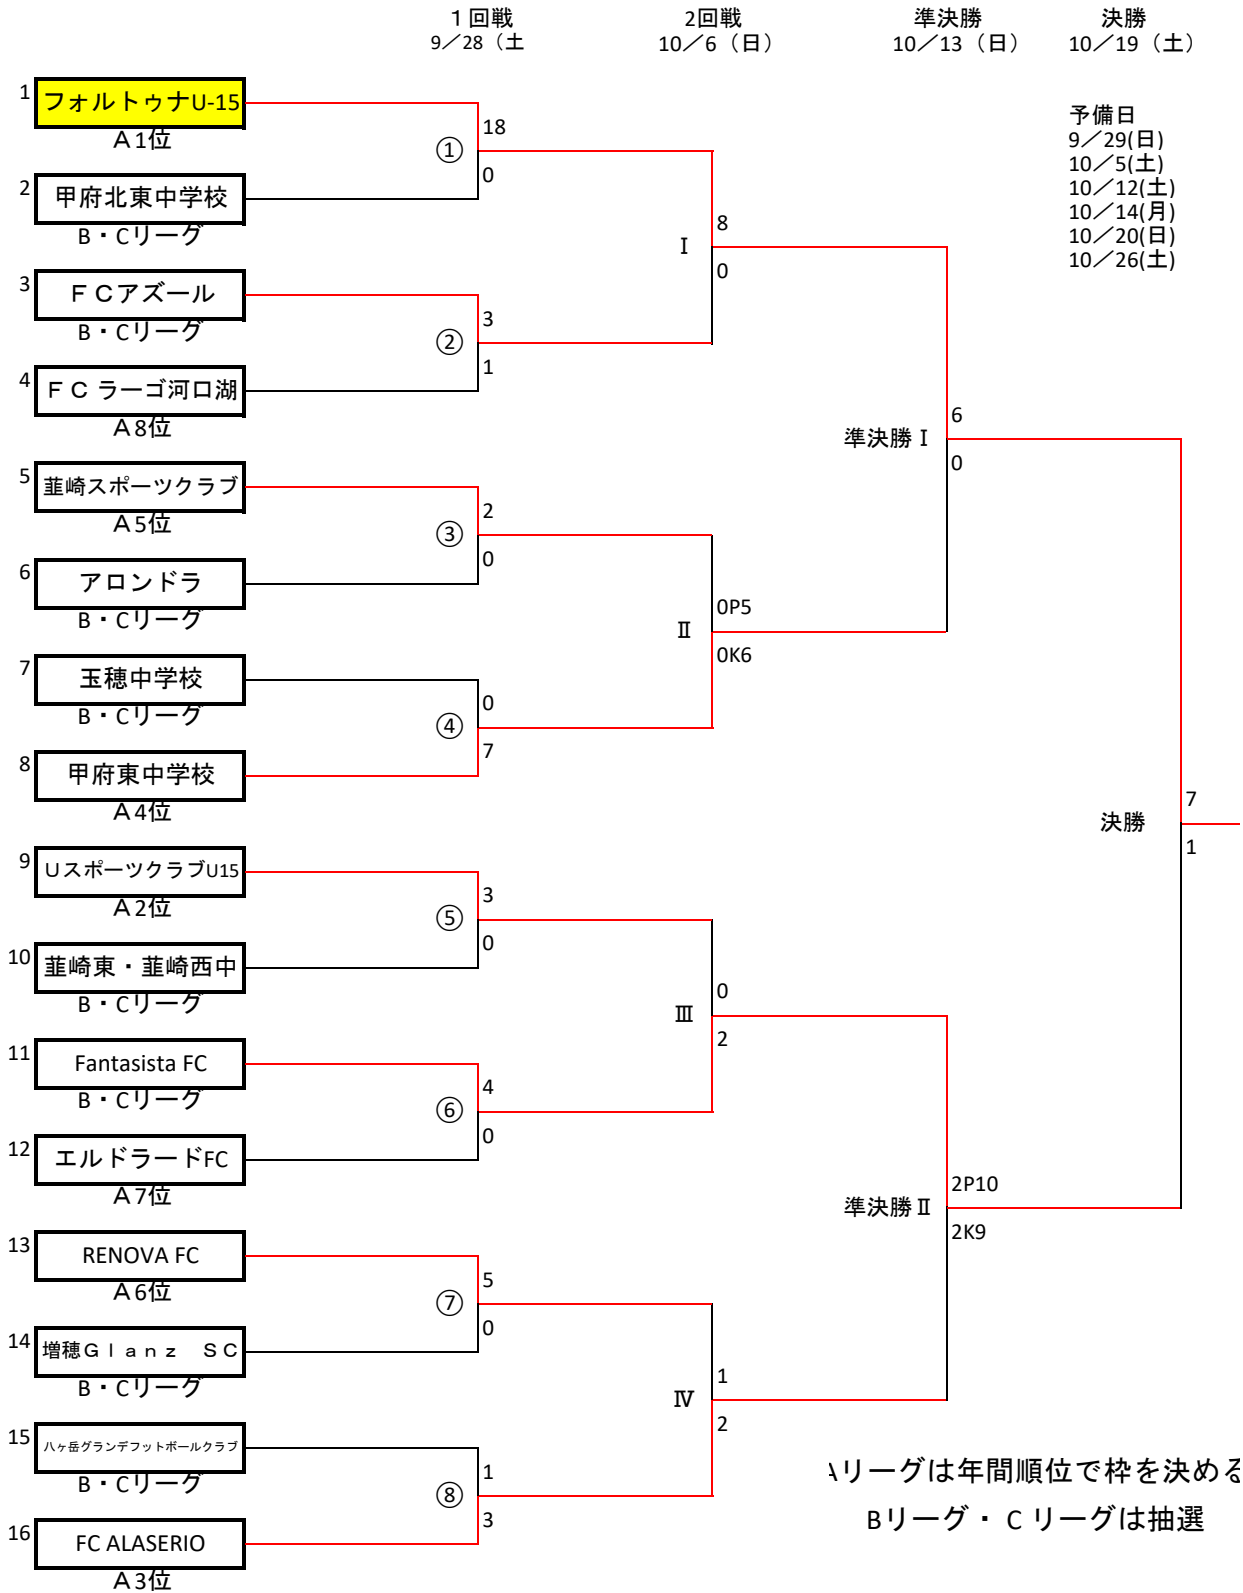 １回戦 2回戦 準決勝 決勝
9／28（土 10／6（日） 10／13（日） 10／19（土）
予備日
9／29(日)
10／5(土)
10／12(土)
10／14(月)
10／20(日)
10／26(土)
1 フォルトゥナU-15
Ａ1位
2 甲府北東中学校
B・Cリーグ
① 18
0
3 ＦＣアズール
B・Cリーグ
4 ＦＣ ラーゴ河口湖
Ａ8位
② 3
1
Ⅰ 8
0
5 韮崎スポーツクラブ
Ａ5位
6 アロンドラ
B・Cリーグ
③ 2
0
7 玉穂中学校
B・Cリーグ
8 甲府東中学校
Ａ4位
④ 0
7
Ⅱ 0P5
0K6
準決勝Ⅰ 6
0
9 UスポーツクラブU15
Ａ2位
10 韮崎東・韮崎西中
B・Cリーグ
⑤ 3
0
11 Fantasista FC
B・Cリーグ
12 エルドラードFC
Ａ7位
⑥ 4
0
Ⅲ 0
2
13 RENOVA FC
Ａ6位
14 増穂Ｇｌａｎｚ　ＳＣ
B・Cリーグ
⑦ 5
0
15 八ヶ岳グランデフットボールクラブ
B・Cリーグ
16 FC ALASERIO
Ａ3位
⑧ 1
3
Ⅳ 1
2
準決勝Ⅱ 2P10
2K9
決勝 7
1
リーグは年間順位で枠を決める
Bリーグ・Ｃリーグは抽選